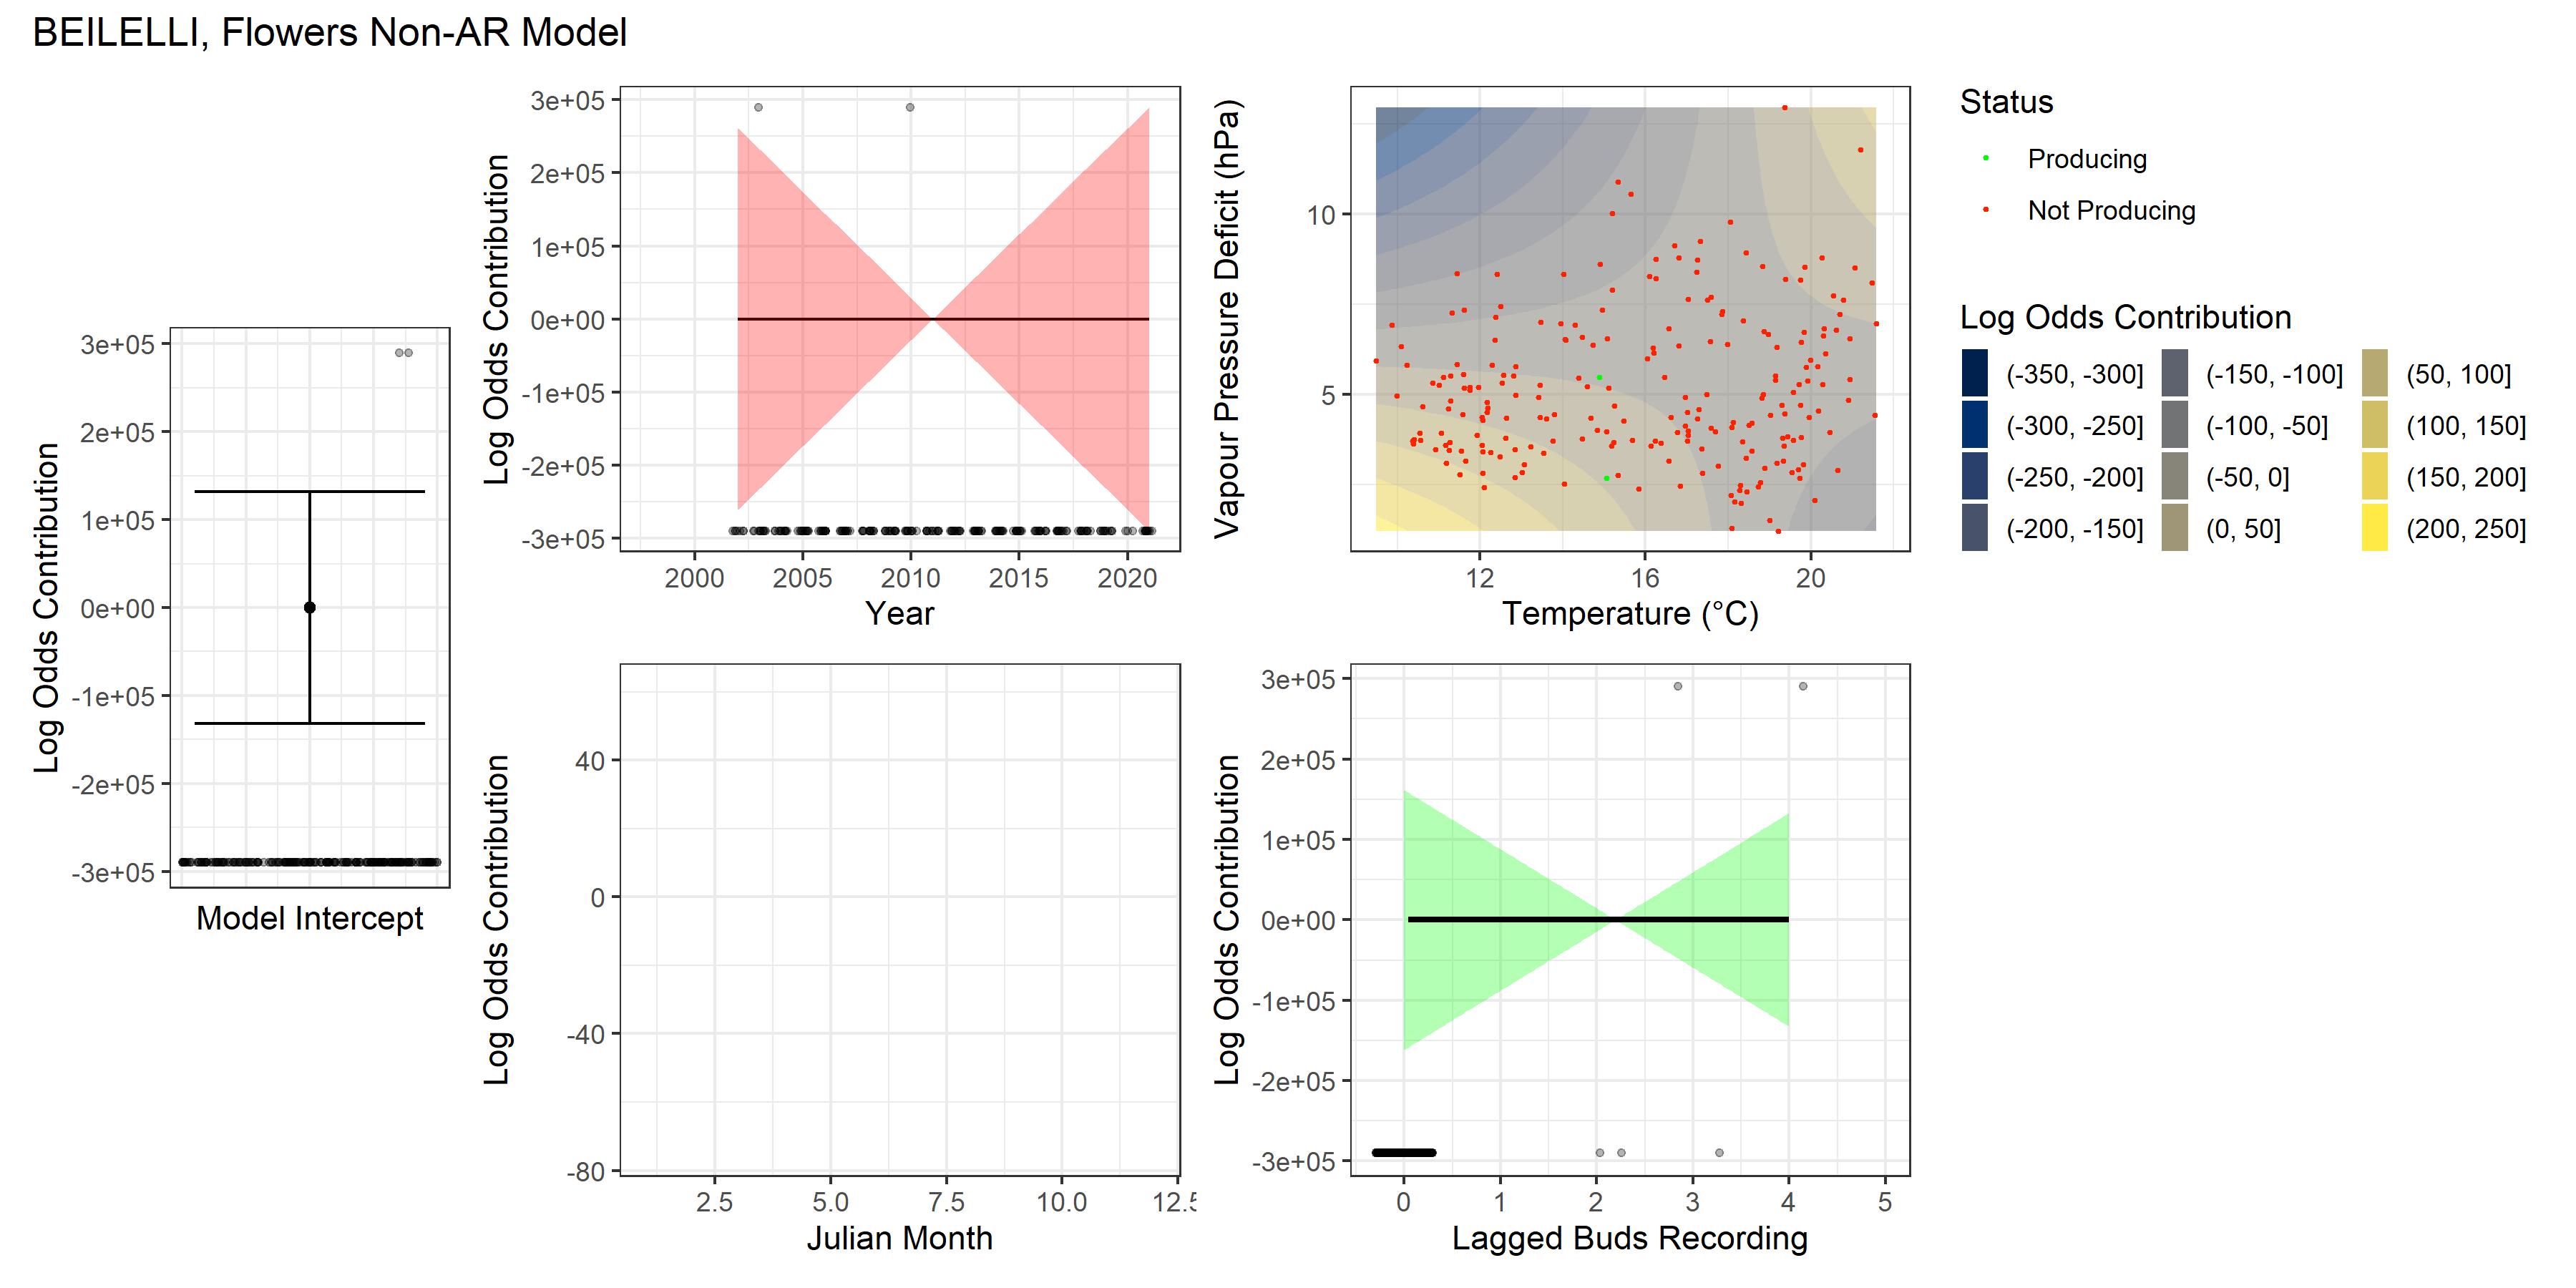 BEILELLI, Flowers Non-AR Model
Log Odds Contribution
3e+05
2e+05
1e+05
0e+00
-1e+05
-2e+05
-3e+05
Model Intercept
Log Odds Contribution
3e+05
2e+05
1e+05
0e+00
-1e+05
-2e+05
-3e+05
2000 2005 2010 2015 2020
Year
Vapour Pressure Deficit (hPa)
10
5
12 16 20
Temperature (°C)
Status
Producing
Not Producing
Log Odds Contribution
(-350, -300] (-150, -100] (50, 100]
(-300, -250] (-100, -50] (100, 150]
(-250, -200] (-50, 0] (150, 200]
(-200, -150] (0, 50] (200, 250]
Log Odds Contribution
40
0
-40
-80
2.5 5.0 7.5 10.0 12.5
Julian Month
Log Odds Contribution
3e+05
2e+05
1e+05
0e+00
-1e+05
-2e+05
-3e+05
0 1 2 3 4 5
Lagged Buds Recording